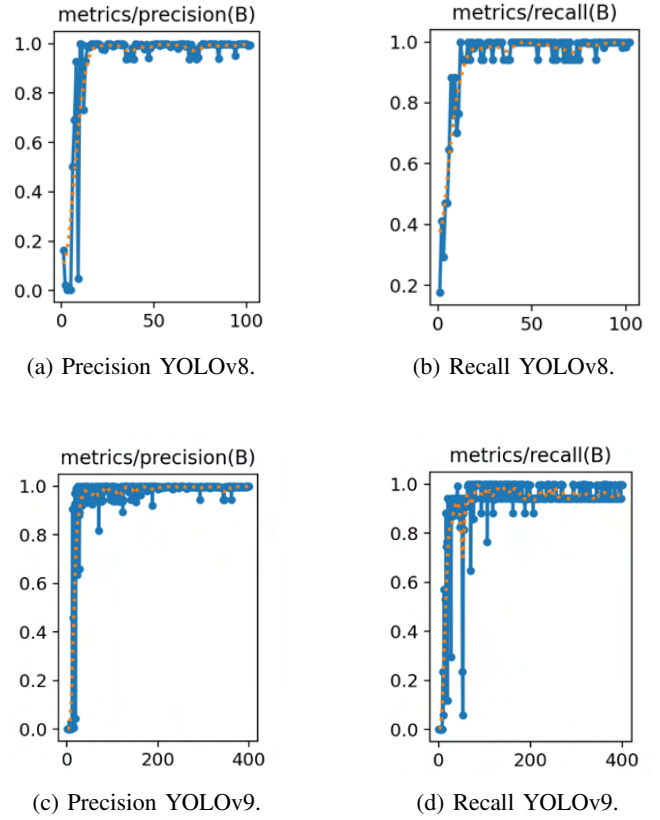 metrics/precision(B)
1.0
0.8
0.6
0.4
0.2
0.0
0 50 100
(a) Precision YOLOv8.
metrics/recall(B)
1.0
0.8
0.6
0.4
0.2
0 50 100
(b) Recall YOLOv8.
metrics/precision(B)
1.0
0.8
0.6
0.4
0.2
0.0
0 200 400
(c) Precision YOLOv9.
metrics/recall(B)
1.0
0.8
0.6
0.4
0.2
0.0
0 200 400
(d) Recall YOLOv9.